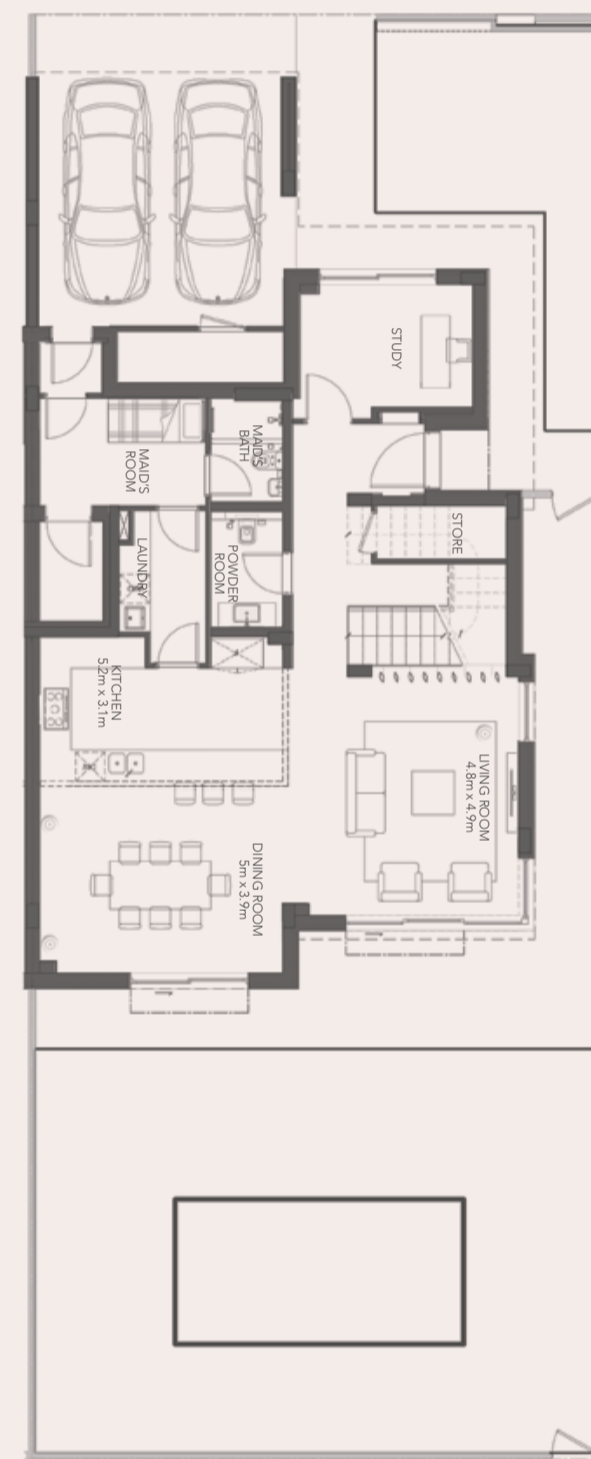 STUDY
MAID'S
BATH
MAID'S
ROOM
STORE
LAUNDRY
POWDER
ROOM
KITCHEN
5.2m x 3.1m
LIVING ROOM
4.8m x 4.9m
DINING ROOM
5m x 3.9m